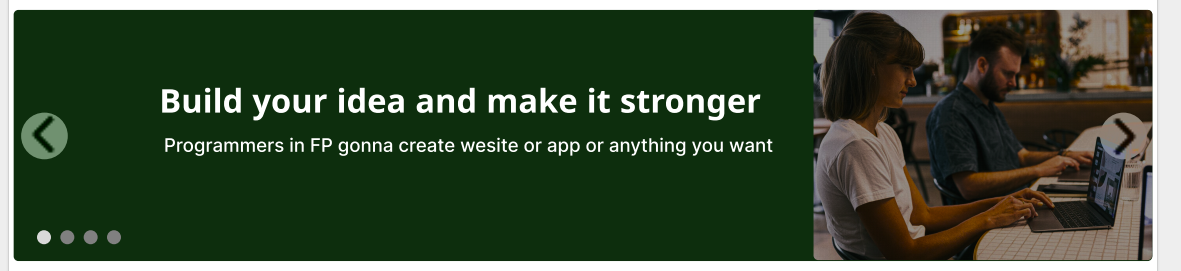 Build your idea and make it stronger
Programmers in FP gonna create wesite or app or anything you want